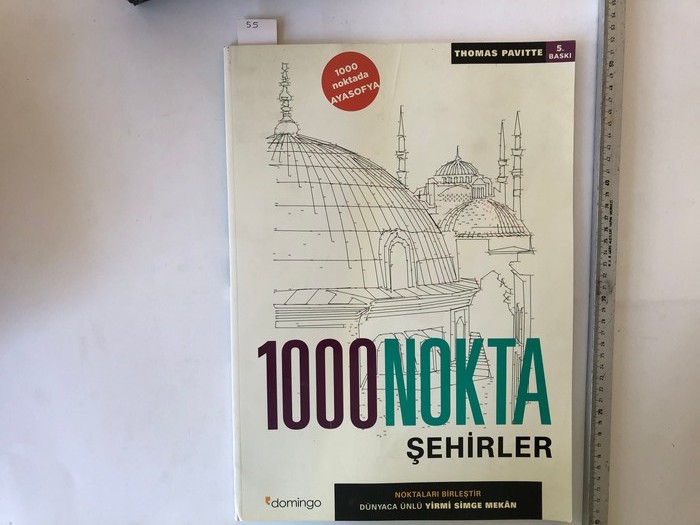 55
THOMAS PAVITTE
5.
BASKI
1000
noktada
AYASOFYA
1000NOKTA
ŞEHİRLER
NOKTALARI BİRLEŞTİR
DÜNYACA ÜNLÜ YİRMİ SİMGE MEKÂN
domingo